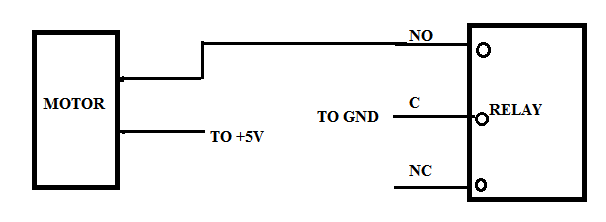 NO
MOTOR
C
TO GND
RELAY
TO +5V
NC